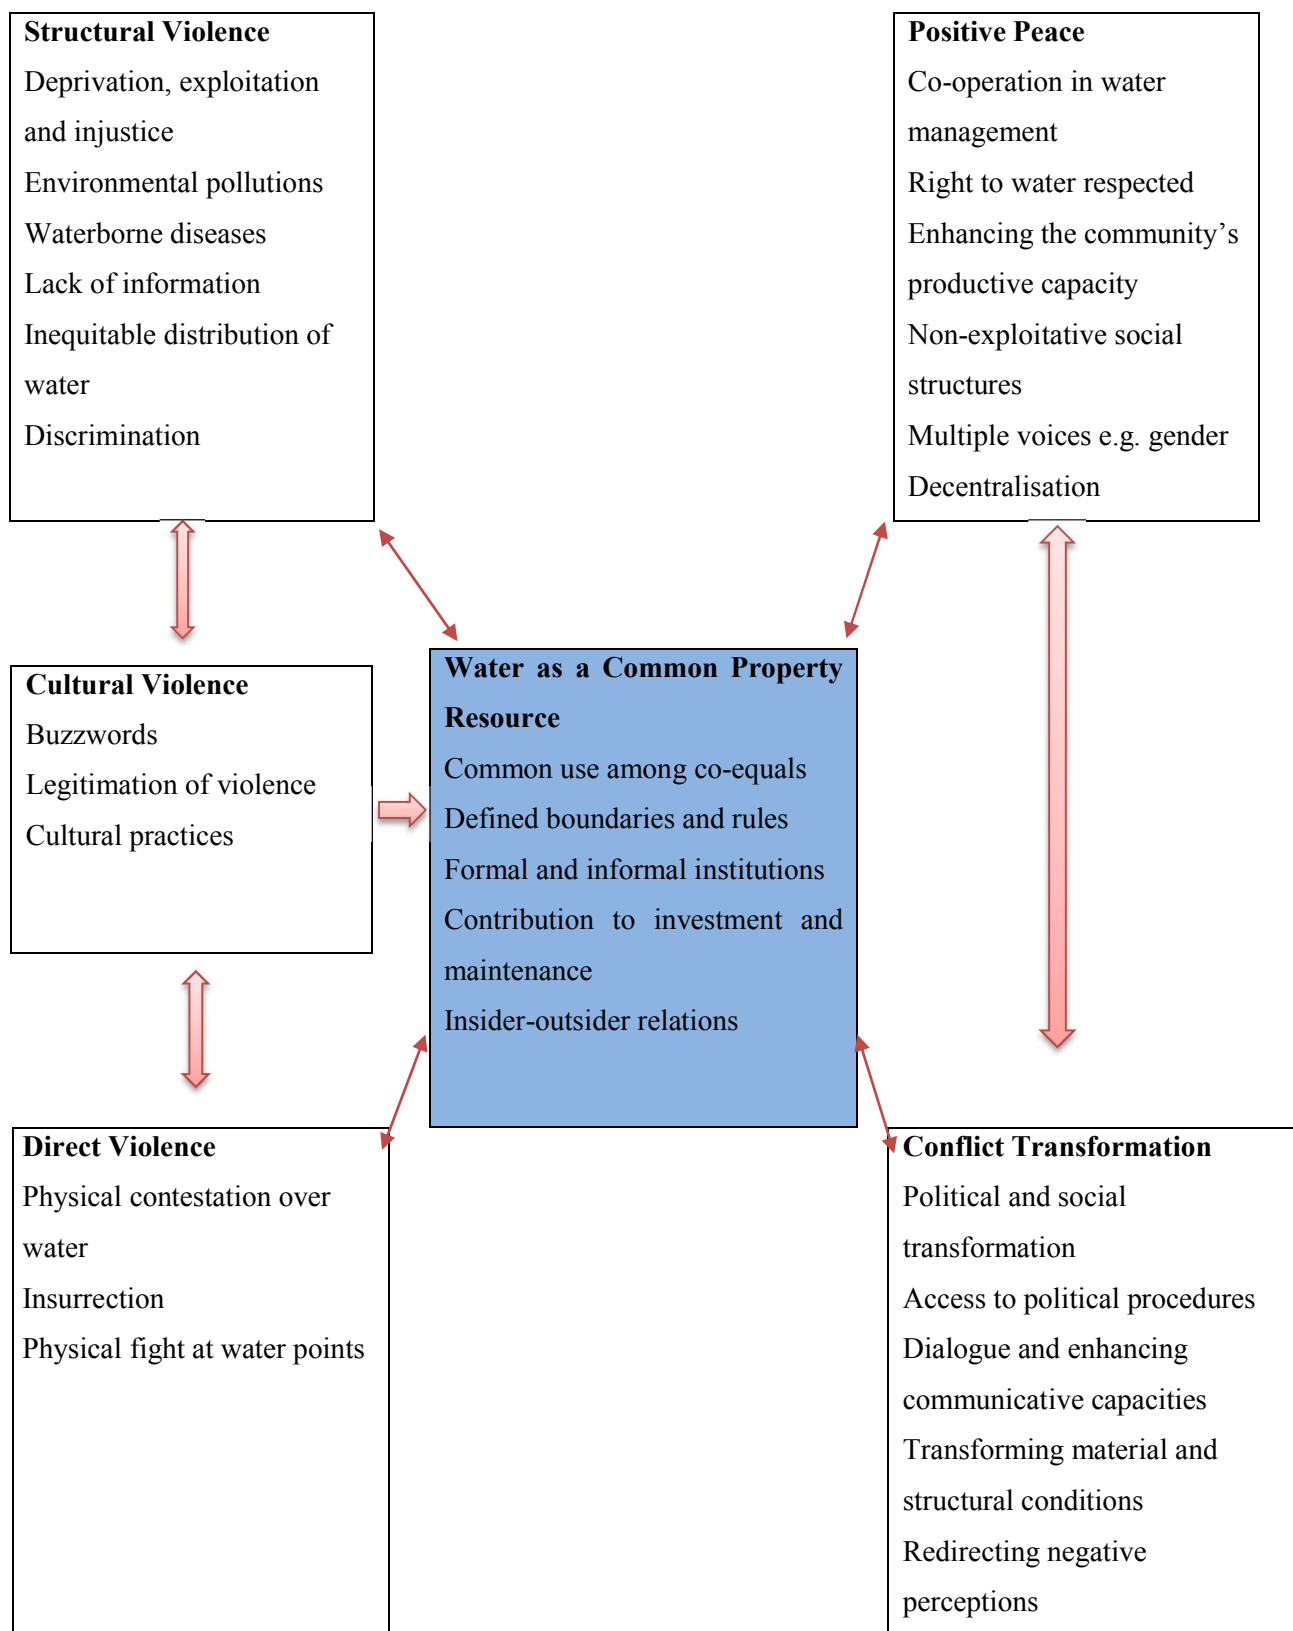 Structural Violence
Deprivation, exploitation
and injustice
Environmental pollutions
Waterborne diseases
Lack of information
Inequitable distribution of
water
Discrimination
Positive Peace
Co-operation in water
management
Right to water respected
Enhancing the community’s
productive capacity
Non-exploitative social
structures
Multiple voices e.g. gender
Decentralisation
Cultural Violence
Buzzwords
Legitimation of violence
Cultural practices
Water as a Common Property
Resource
Common use among co-equals
Defined boundaries and rules
Formal and informal institutions
Contribution to investment and
maintenance
Insider-outsider relations
Direct Violence
Physical contestation over
water
Insurrection
Physical fight at water points
Conflict Transformation
Political and social
transformation
Access to political procedures
Dialogue and enhancing
communicative capacities
Transforming material and
structural conditions
Redirecting negative
perceptions